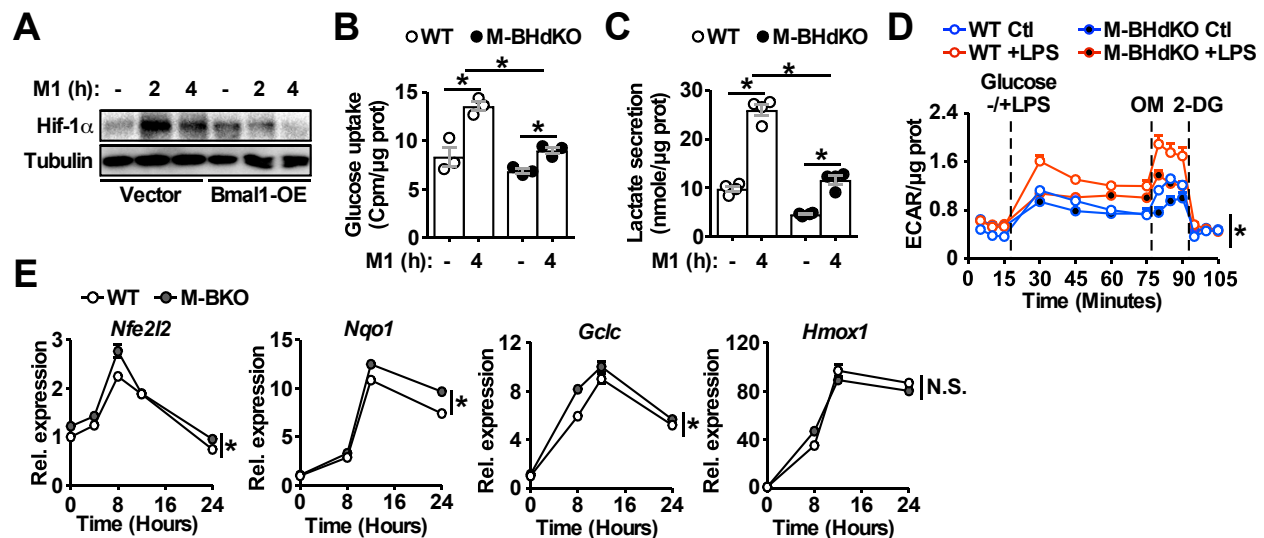 A
M1 (h): - 2 4 - 2 4
Hif-1α
Tubulin
Vector Bmal1-OE
B
WT M-BHdKO
Glucose uptake
(Cpm/µg prot)
15
10
5
0
* * *
M1 (h): - 4 - 4
C
WT M-BHdKO
Lactate secretion
(nmole/µg prot)
30
20
10
0
* * *
M1 (h): - 4 - 4
D
WT Ctl M-BHdKO Ctl
WT +LPS M-BHdKO +LPS
Glucose
-/+LPS OM 2-DG
ECAR/µg prot
2.4
1.6
0.8
0.0
*
0 15 30 45 60 75 90 105
Time (Minutes)
E
WT M-BKO
Nfe2l2
Rel. expression
3
2
1
0
*
0 8 16 24
Time (Hours)
Nqo1
Rel. expression
15
10
5
0
*
0 8 16 24
Time (Hours)
Gclc
Rel. expression
12
8
4
0
*
0 8 16 24
Time (Hours)
Hmox1
Rel. expression
120
80
40
0
N.S.
0 8 16 24
Time (Hours)